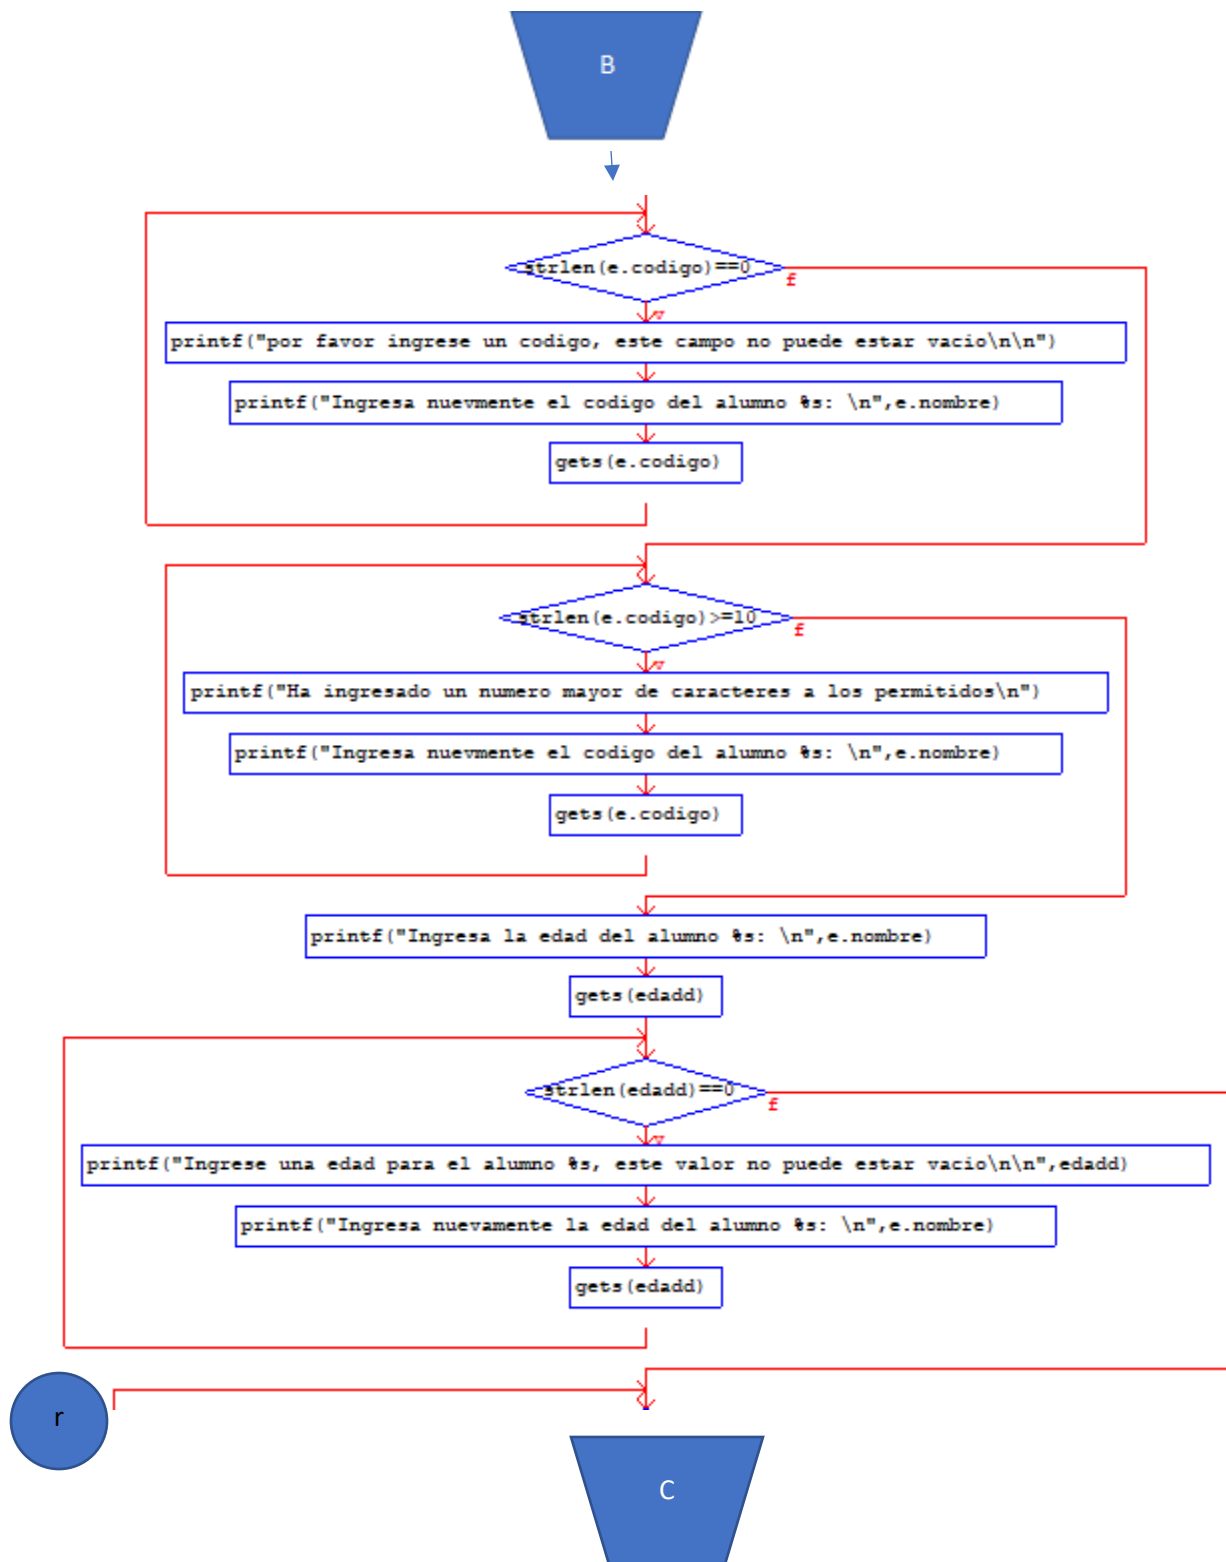 B
strlen(e.codigo)==0
f
v
printf("por favor ingrese un codigo, este campo no puede estar vacio\n\n")
printf("Ingresa nuevmente el codigo del alumno %s: \n",e.nombre)
gets(e.codigo)
strlen(e.codigo)>=10
f
v
printf("Ha ingresado un numero mayor de caracteres a los permitidos\n")
printf("Ingresa nuevmente el codigo del alumno %s: \n",e.nombre)
gets(e.codigo)
printf("Ingresa la edad del alumno %s: \n",e.nombre)
gets(edadd)
strlen(edadd)==0
f
v
printf("Ingrese una edad para el alumno %s, este valor no puede estar vacio\n\n",edadd)
printf("Ingresa nuevamente la edad del alumno %s: \n",e.nombre)
gets(edadd)
r
C